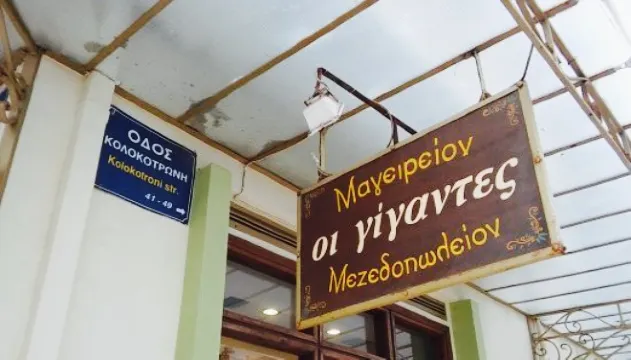 ΟΔΟΣ
ΚΟΛΟΚΟΤΡΩΝΗ
Kolokotroni str.
41 - 49
Μαγειρείον
οι γίγαντες
Μεζεδοπωλείον